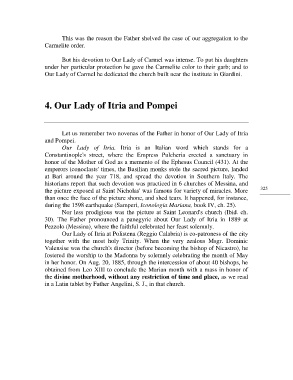 This was the reason the Father shelved the case of our aggregation to the
Carmelite order.
But his devotion to Our Lady of Carmel was intense. To put his daughters
under her particular protection he gave the Carmelite color to their garb; and to
Our Lady of Carmel he dedicated the church built near the institute in Giardini.
4. Our Lady of Itria and Pompei
Let us remember two novenas of the Father in honor of Our Lady of Itria
and Pompei.
Our Lady of Itria. Itria is an Italian word which stands for a
Constantinople's street, where the Empress Pulcheria erected a sanctuary in
honor of the Mother of God as a memento of the Ephesus Council (431). At the
emperors iconoclasts' times, the Basilian monks stole the sacred picture, landed
at Bari around the year 718, and spread the devotion in Southern Italy. The
historians report that such devotion was practiced in 6 churches of Messina, and
the picture exposed at Saint Nicholas' was famous for variety of miracles. More
than once the face of the picture shone, and shed tears. It happened, for instance,
during the 1598 earthquake (Samperi, Iconologia Mariana, book IV, ch. 25).
Nor less prodigious was the picture at Saint Leonard's church (Ibid. ch.
30). The Father pronounced a panegyric about Our Lady of Itria in 1889 at
Pezzolo (Messina), where the faithful celebrated her feast solemnly.
Our Lady of Itria at Polistena (Reggio Calabria) is co-patroness of the city
together with the most holy Trinity. When the very zealous Msgr. Dominic
Valensise was the church's director (before becoming the bishop of Nicastro), he
fostered the worship to the Madonna by solemnly celebrating the month of May
in her honor. On Aug. 20, 1885, through the intercession of about 40 bishops, he
obtained from Leo XIII to conclude the Marian month with a mass in honor of
the divine motherhood, without any restriction of time and place, as we read
in a Latin tablet by Father Angelini, S. J., in that church.